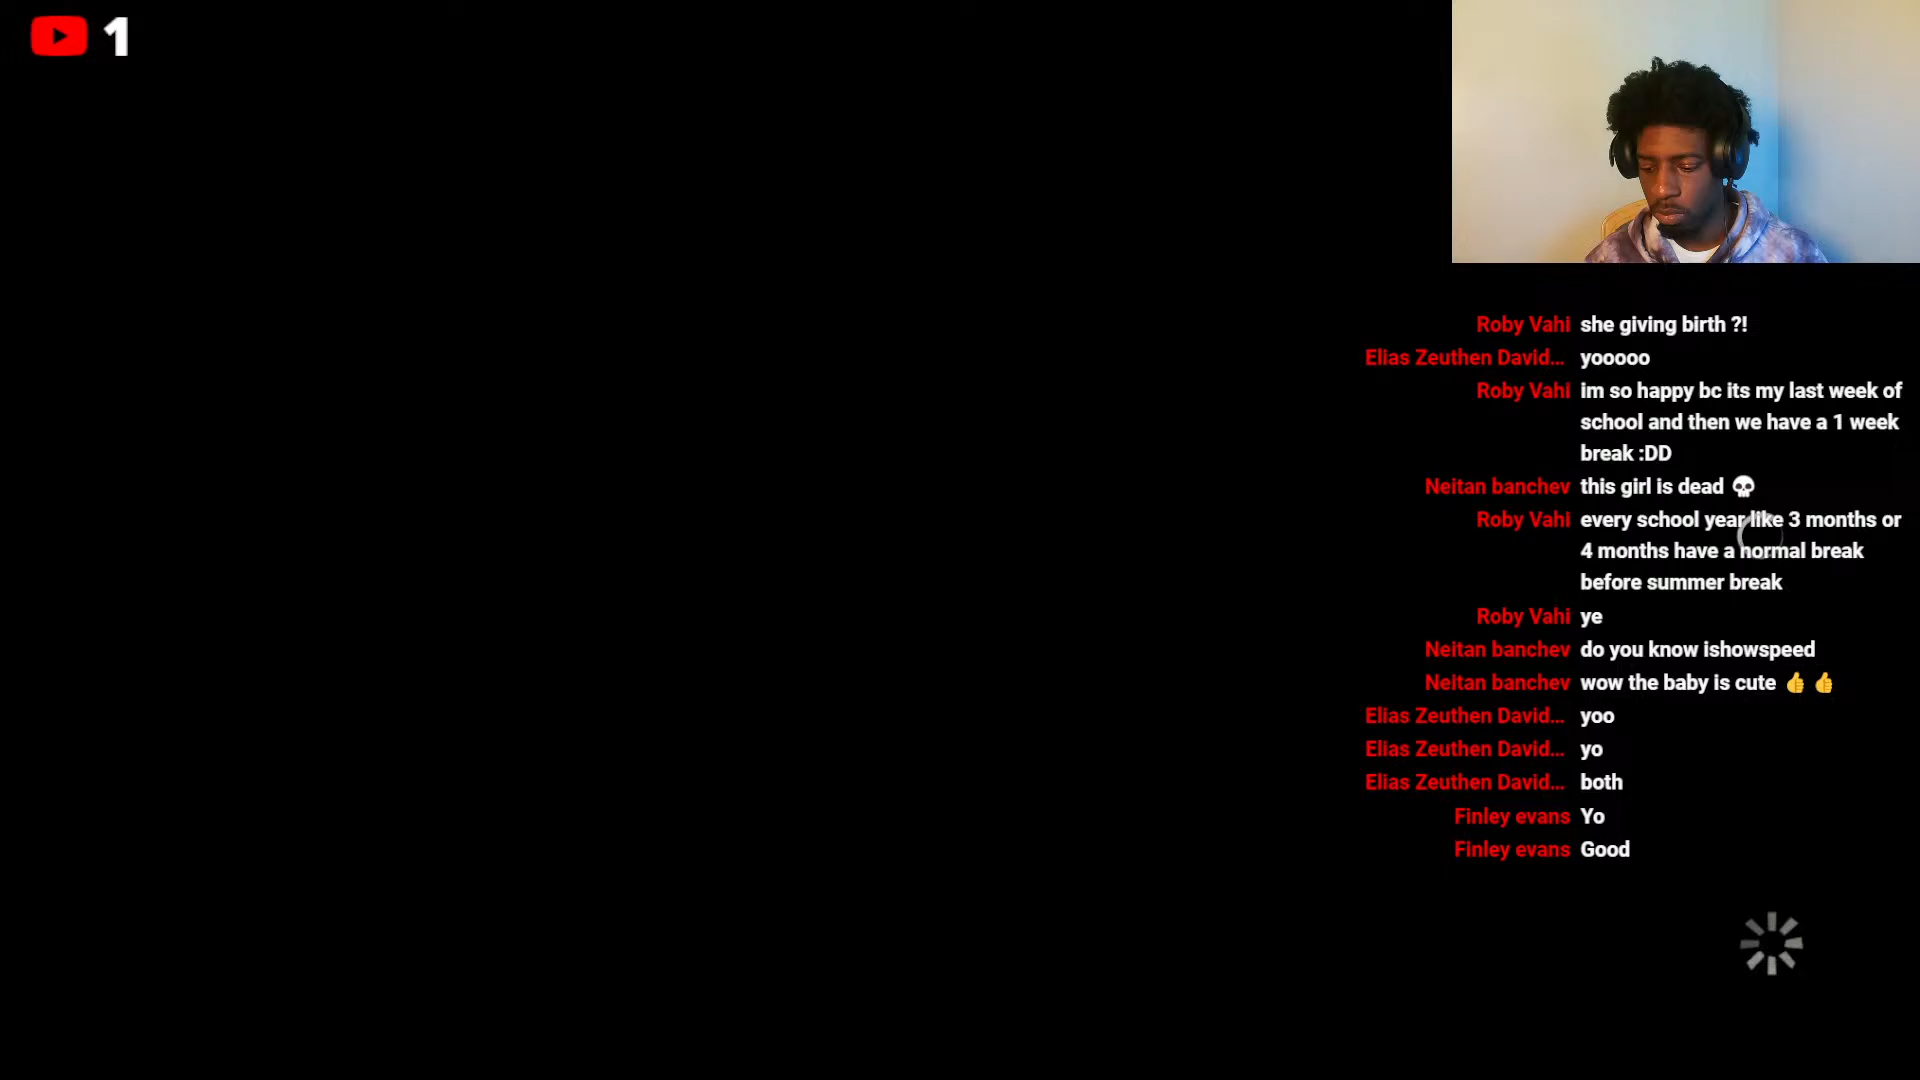 1
Roby Vahi she giving birth ?!
Elias Zeuthen David... yooooo
Roby Vahi im so happy bc its my last week of
school and then we have a 1 week
break :DD
Neitan banchev this girl is dead 💀
Roby Vahi every school year like 3 months or
4 months have a normal break
before summer break
Roby Vahi ye
Neitan banchev do you know ishowspeed
Neitan banchev wow the baby is cute 👍 👍
Elias Zeuthen David... yoo
Elias Zeuthen David... yo
Elias Zeuthen David... both
Finley evans Yo
Finley evans Good